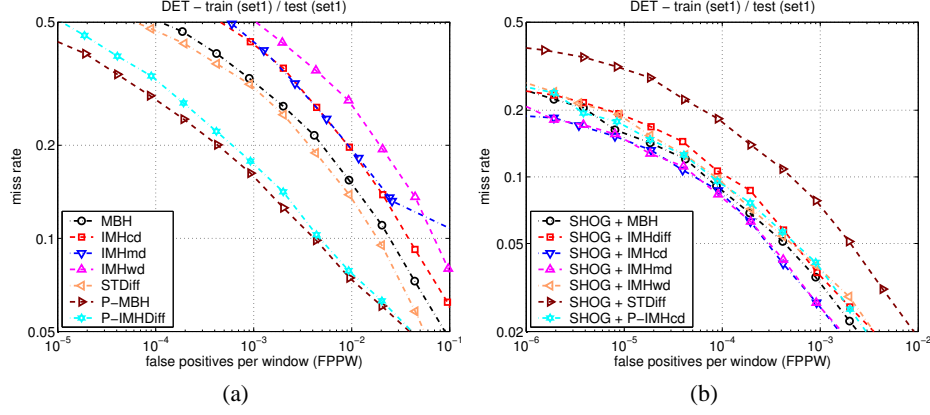 DET − train (set1) / test (set1)
0.5
0.2
0.1
0.05
miss rate
MBH
IMHcd
IMHmd
IMHwd
STDiff
P−MBH
P−IMHDiff
10−5 10−4 10−3 10−2 10−1
false positives per window (FPPW)
(a)
DET − train (set1) / test (set1)
0.5
0.2
0.1
0.05
0.02
miss rate
SHOG + MBH
SHOG + IMHdiff
SHOG + IMHcd
SHOG + IMHmd
SHOG + IMHwd
SHOG + STDiff
SHOG + P−IMHcd
10−6 10−5 10−4 10−3 10−2
false positives per window (FPPW)
(b)